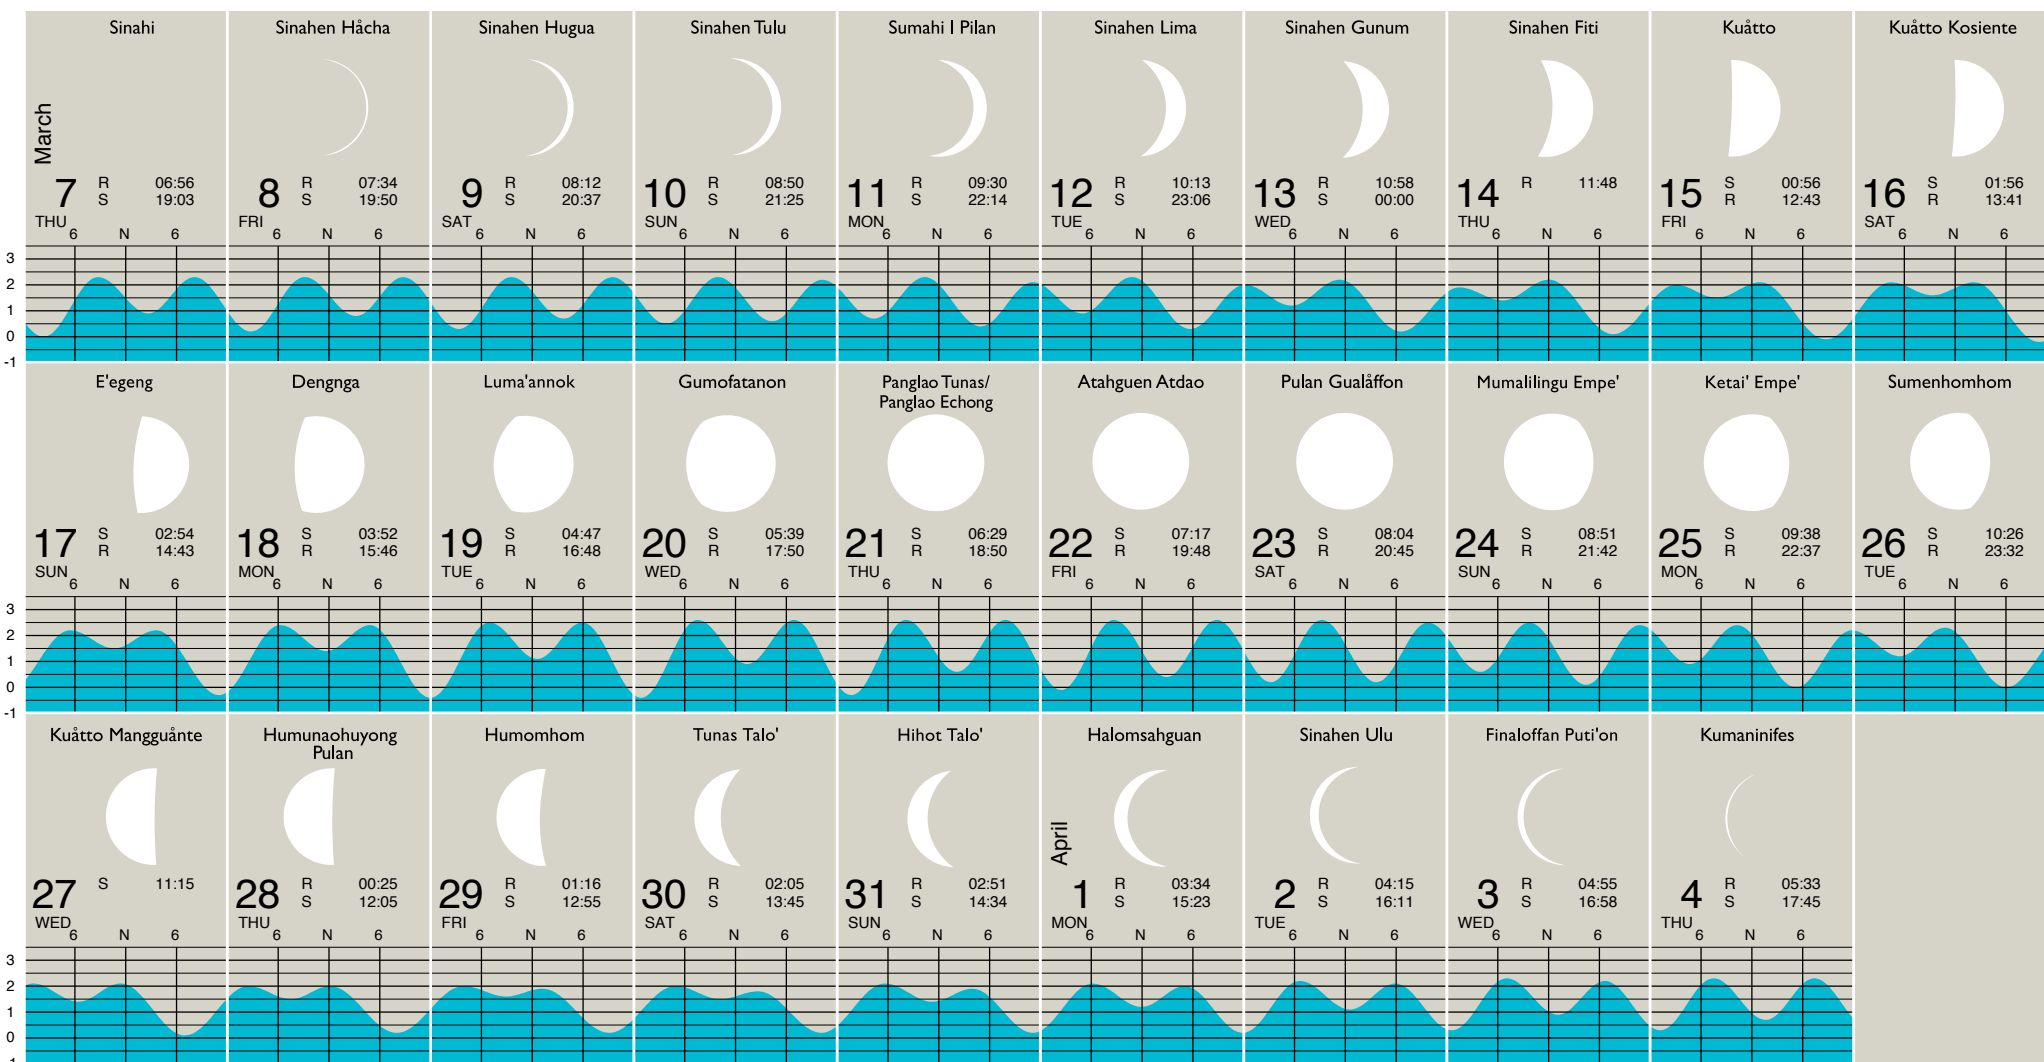 Sinahi
March
7 R 06:56
S 19:03
THU
6 N 6
Sinahen Håcha
8 R 07:34
S 19:50
FRI
6 N 6
Sinahen Hugua
9 R 08:12
S 20:37
SAT
6 N 6
Sinahen Tulu
10 R 08:50
S 21:25
SUN
6 N 6
Sumahi I Pilan
11 R 09:30
S 22:14
MON
6 N 6
Sinahen Lima
12 R 10:13
S 23:06
TUE
6 N 6
Sinahen Gunum
13 R 10:58
S 00:00
WED
6 N 6
Sinahen Fiti
14 R 11:48
THU
6 N 6
Kuåtto
15 S 00:56
R 12:43
FRI
6 N 6
Kuåtto Kosiente
16 S 01:56
R 13:41
SAT
6 N 6
3
2
1
0
-1
E'egeng
17 S 02:54
R 14:43
SUN
6 N 6
Dengnga
18 S 03:52
R 15:46
MON
6 N 6
Luma'annok
19 S 04:47
R 16:48
TUE
6 N 6
Gumofatanon
20 S 05:39
R 17:50
WED
6 N 6
Panglao Tunas/
Panglao Echong
21 S 06:29
R 18:50
THU
6 N 6
Atahguen Atdao
22 S 07:17
R 19:48
FRI
6 N 6
Pulan Gualåffon
23 S 08:04
R 20:45
SAT
6 N 6
Mumalilingu Empe'
24 S 08:51
R 21:42
SUN
6 N 6
Ketai' Empe'
25 S 09:38
R 22:37
MON
6 N 6
Sumenhomhom
26 S 10:26
R 23:32
TUE
6 N 6
3
2
1
0
-1
Kuåtto Mangguånte
27 S 11:15
WED
6 N 6
Humunaohuyong
Pulan
28 R 00:25
S 12:05
THU
6 N 6
Humomhom
29 R 01:16
S 12:55
FRI
6 N 6
Tunas Talo'
30 R 02:05
S 13:45
SAT
6 N 6
Hihot Talo'
31 R 02:51
S 14:34
SUN
6 N 6
Halomsahguan
April
1 R 03:34
S 15:23
MON
6 N 6
Sinahen Ulu
2 R 04:15
S 16:11
TUE
6 N 6
Finaloffan Puti'on
3 R 04:55
S 16:58
WED
6 N 6
Kumaninifes
4 R 05:33
S 17:45
THU
6 N 6
3
2
1
0
-1